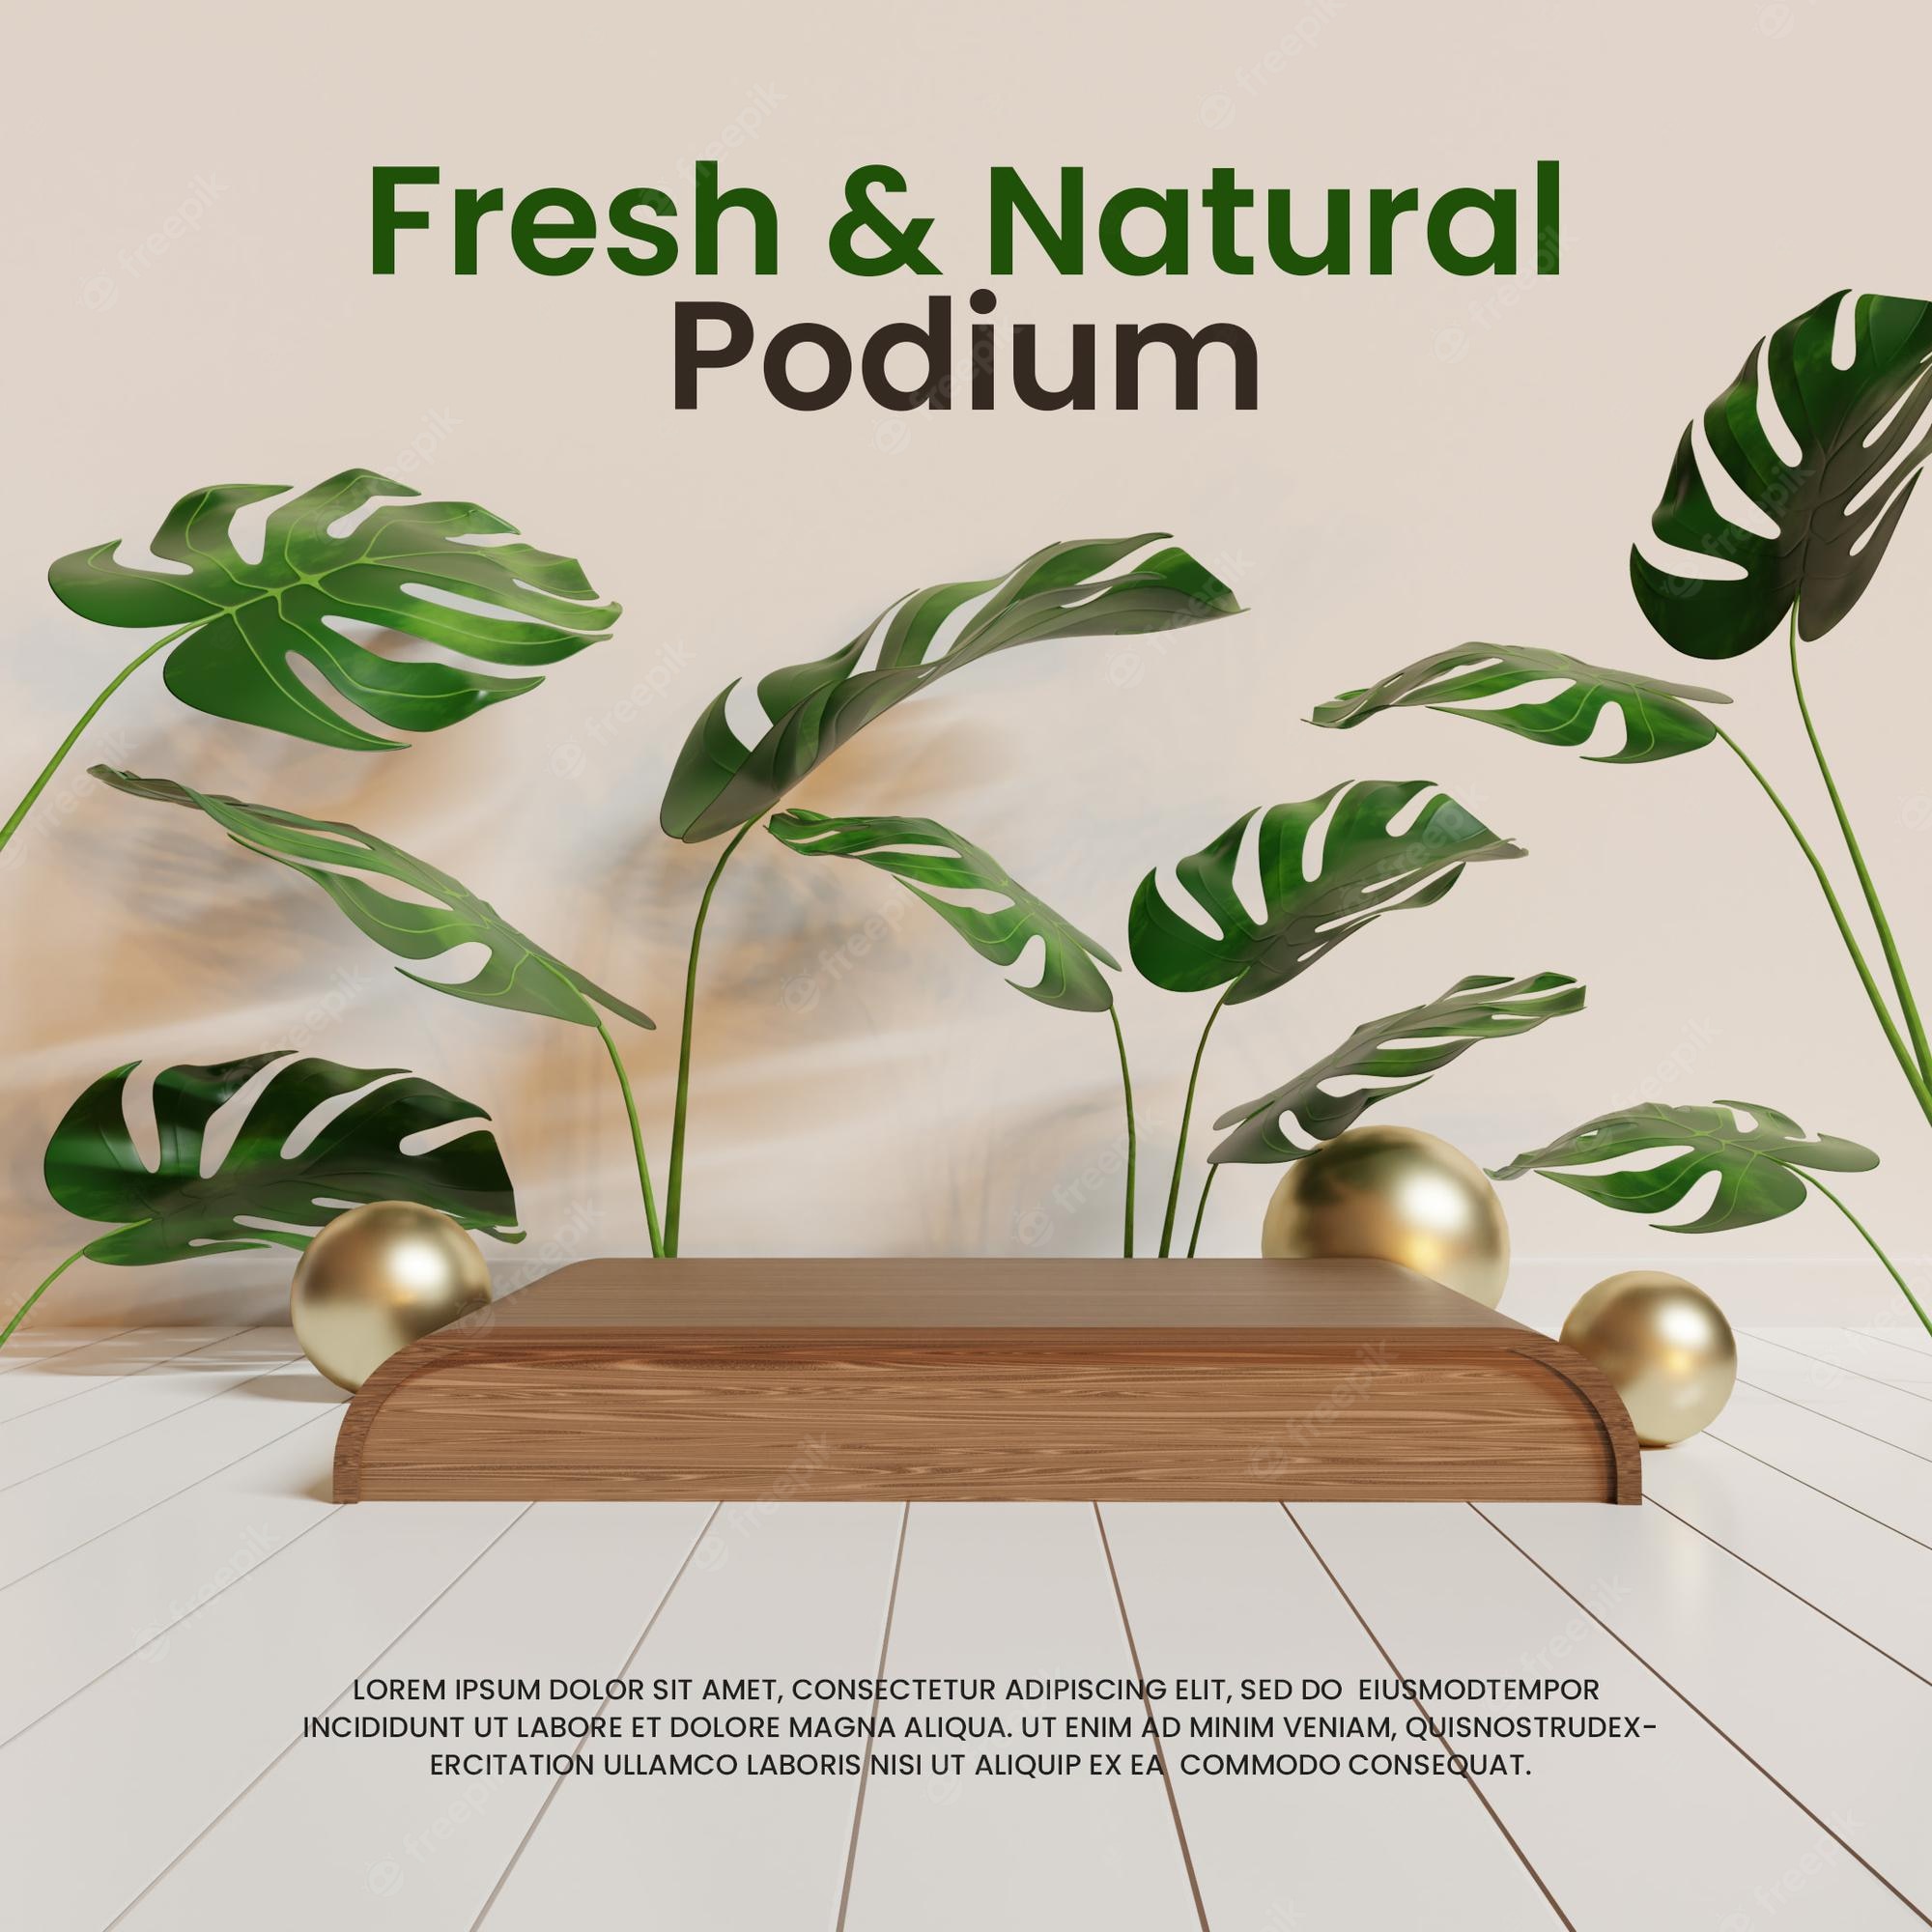 Fresh & Natural
Podium
LOREM IPSUM DOLOR SIT AMET, CONSECTETUR ADIPISCING ELIT, SED DO  EIUSMODTEMPOR
INCIDIDUNT UT LABORE ET DOLORE MAGNA ALIQUA. UT ENIM AD MINIM VENIAM, QUISNOSTRUDEX-
ERCITATION ULLAMCO LABORIS NISI UT ALIQUIP EX EA  COMMODO CONSEQUAT.
freepik